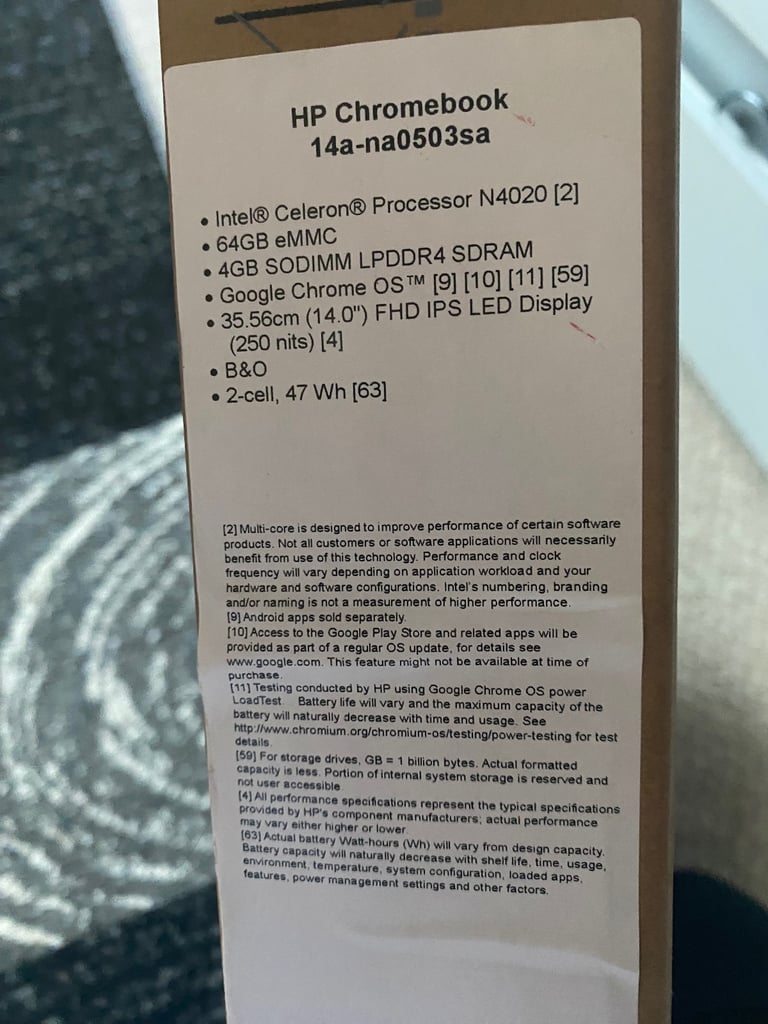 HP Chromebook
14a-na0503sa
• Intel® Celeron® Processor N4020 [2]
• 64GB eMMC
• 4GB SODIMM LPDDR4 SDRAM
• Google Chrome OS™ [9] [10] [11] [59]
• 35.56cm (14.0") FHD IPS LED Display
(250 nits) [4]
• B&O
• 2-cell, 47 Wh [63]
[2] Multi-core is designed to improve performance of certain software
products. Not all customers or software applications will necessarily
benefit from use of this technology. Performance and clock
frequency will vary depending on application workload and your
hardware and software configurations. Intel's numbering, branding
and/or naming is not a measurement of higher performance.
[9] Android apps sold separately.
[10] Access to the Google Play Store and related apps will be
provided as part of a regular OS update, for details see
www.google.com. This feature might not be available at time of
purchase.
[11] Testing conducted by HP using Google Chrome OS power
LoadTest. Battery life will vary and the maximum capacity of the
battery will naturally decrease with time and usage. See
http://www.chromium.org/chromium-os/testing/power-testing for test
details.
[59] For storage drives, GB = 1 billion bytes. Actual formatted
capacity is less. Portion of internal system storage is reserved and
not user accessible
[4] All performance specifications represent the typical specifications
provided by HP's component manufacturers; actual performance
may vary either higher or lower.
[63] Actual battery Watt-hours (Wh) will vary from design capacity.
Battery capacity will naturally decrease with shelf life, time, usage,
environment, temperature, system configuration, loaded apps,
features, power management settings and other factors.